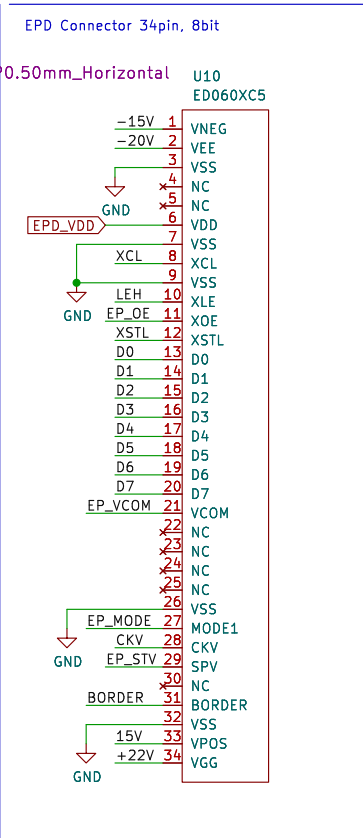 EPD Connector 34pin, 8bit
P0.50mm_Horizontal
U10
ED060XC5
-15V 1 VNEG
-20V 2 VEE
3 VSS
4 NC
GND
5 NC
EPD_VDD 6 VDD
7 VSS
XCL 8 XCL
9 VSS
LEH 10 XLE
GND
EP_OE 11 XOE
XSTL 12 XSTL
D0 13 D0
D1 14 D1
D2 15 D2
D3 16 D3
D4 17 D4
D5 18 D5
D6 19 D6
D7 20 D7
EP_VCOM 21 VCOM
22 NC
23 NC
24 NC
25 NC
26 VSS
EP_MODE 27 MODE1
CKV 28 CKV
GND
EP_STV 29 SPV
30 NC
BORDER 31 BORDER
32 VSS
15V 33 VPOS
+22V 34 VGG
GND